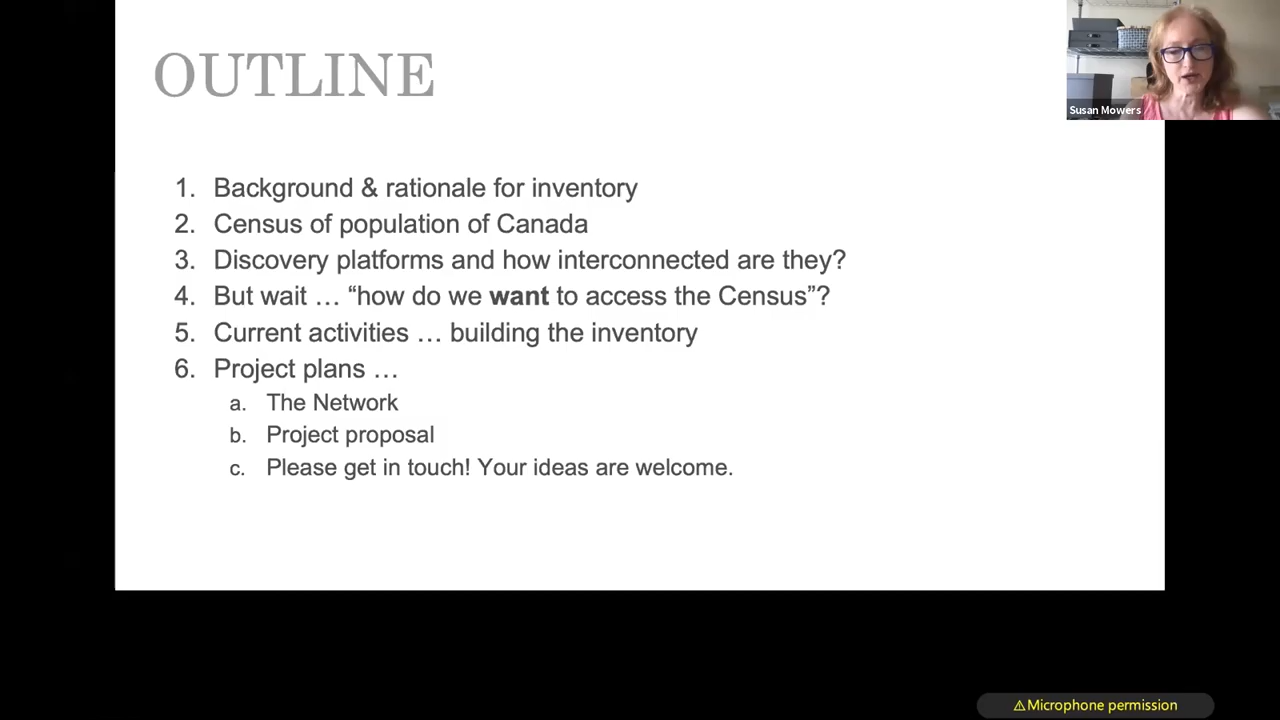 OUTLINE
Susan Mowers
1. Background & rationale for inventory
2. Census of population of Canada
3. Discovery platforms and how interconnected are they?
4. But wait … “how do we want to access the Census”?
5. Current activities … building the inventory
6. Project plans …
a. The Network
b. Project proposal
c. Please get in touch! Your ideas are welcome.
⚠Microphone permission